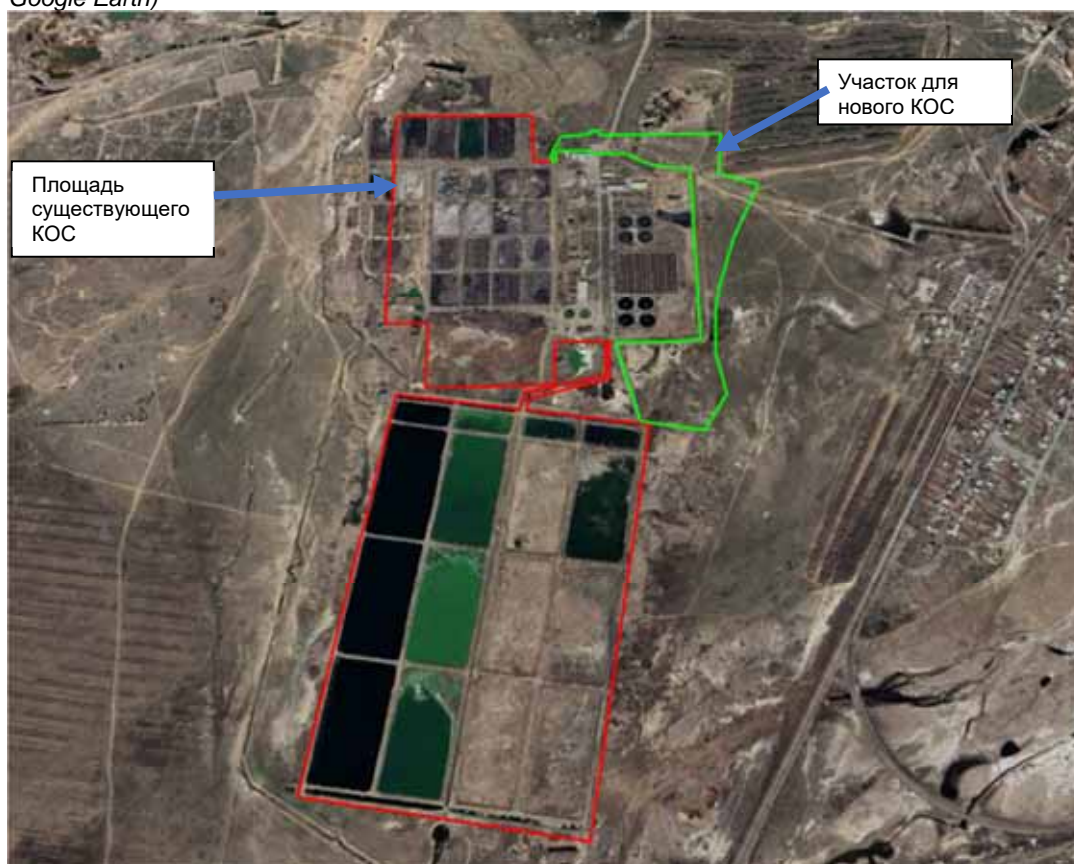 Google Earth)
Участок для
нового КОС
Площадь
существующего
КОС